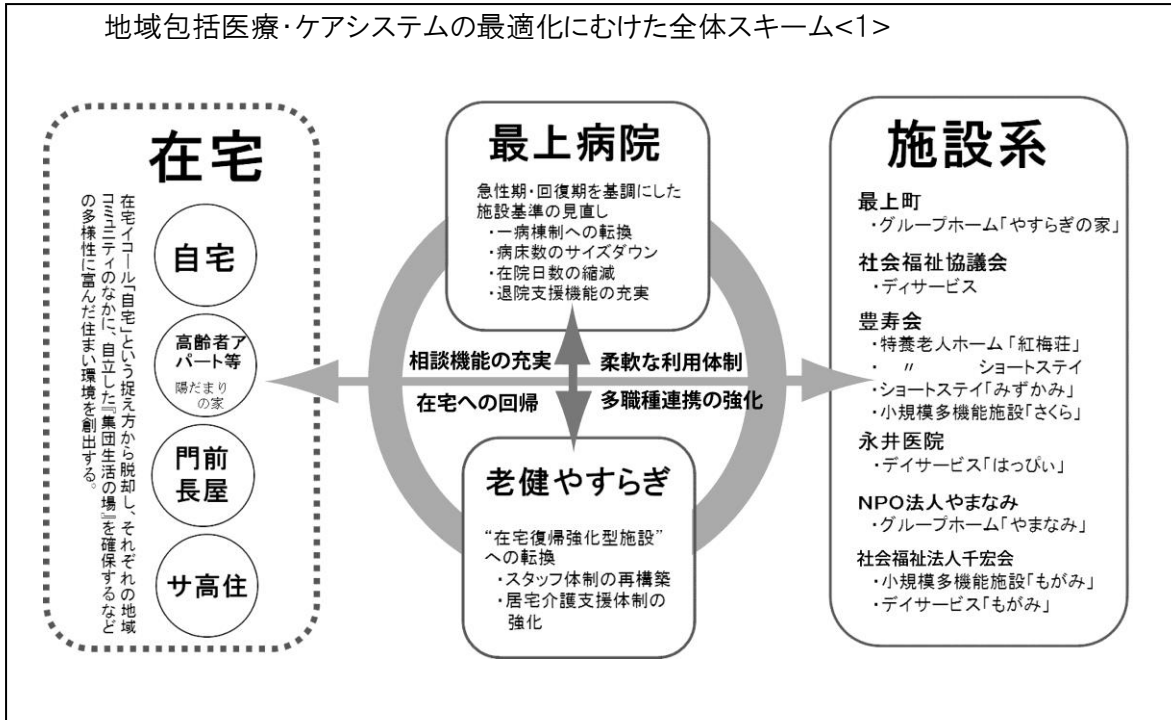 地域包括医療・ケアシステムの最適化にむけた全体スキーム<1>
在宅
在宅イコール「自宅」という捉え方から脱却し、それぞれの地域
コミュニティのなかに、自立した『集団生活の場』を確保するなど
の多様性に富んだ住まい環境を創出する。
自宅
高齢者ア
パート等
陽だまり
の家
門前
長屋
サ高住
最上病院
急性期・回復期を基調にした
施設基準の見直し
・一病棟制への転換
・病床数のサイズダウン
・在院日数の縮減
・退院支援機能の充実
相談機能の充実
柔軟な利用体制
在宅への回帰
多職種連携の強化
老健やすらぎ
“在宅復帰強化型施設”
への転換
・スタッフ体制の再構築
・居宅介護支援体制の
強化
施設系
最上町
・グループホーム「やすらぎの家」
社会福祉協議会
・ディサービス
豊寿会
・特養老人ホーム「紅梅荘」
・ 〃 ショートステイ
・ショートステイ「みずかみ」
・小規模多機能施設「さくら」
永井医院
・デイサービス「はっぴぃ」
NPO法人やまなみ
・グループホーム「やまなみ」
社会福祉法人千宏会
・小規模多機能施設「もがみ」
・デイサービス「もがみ」